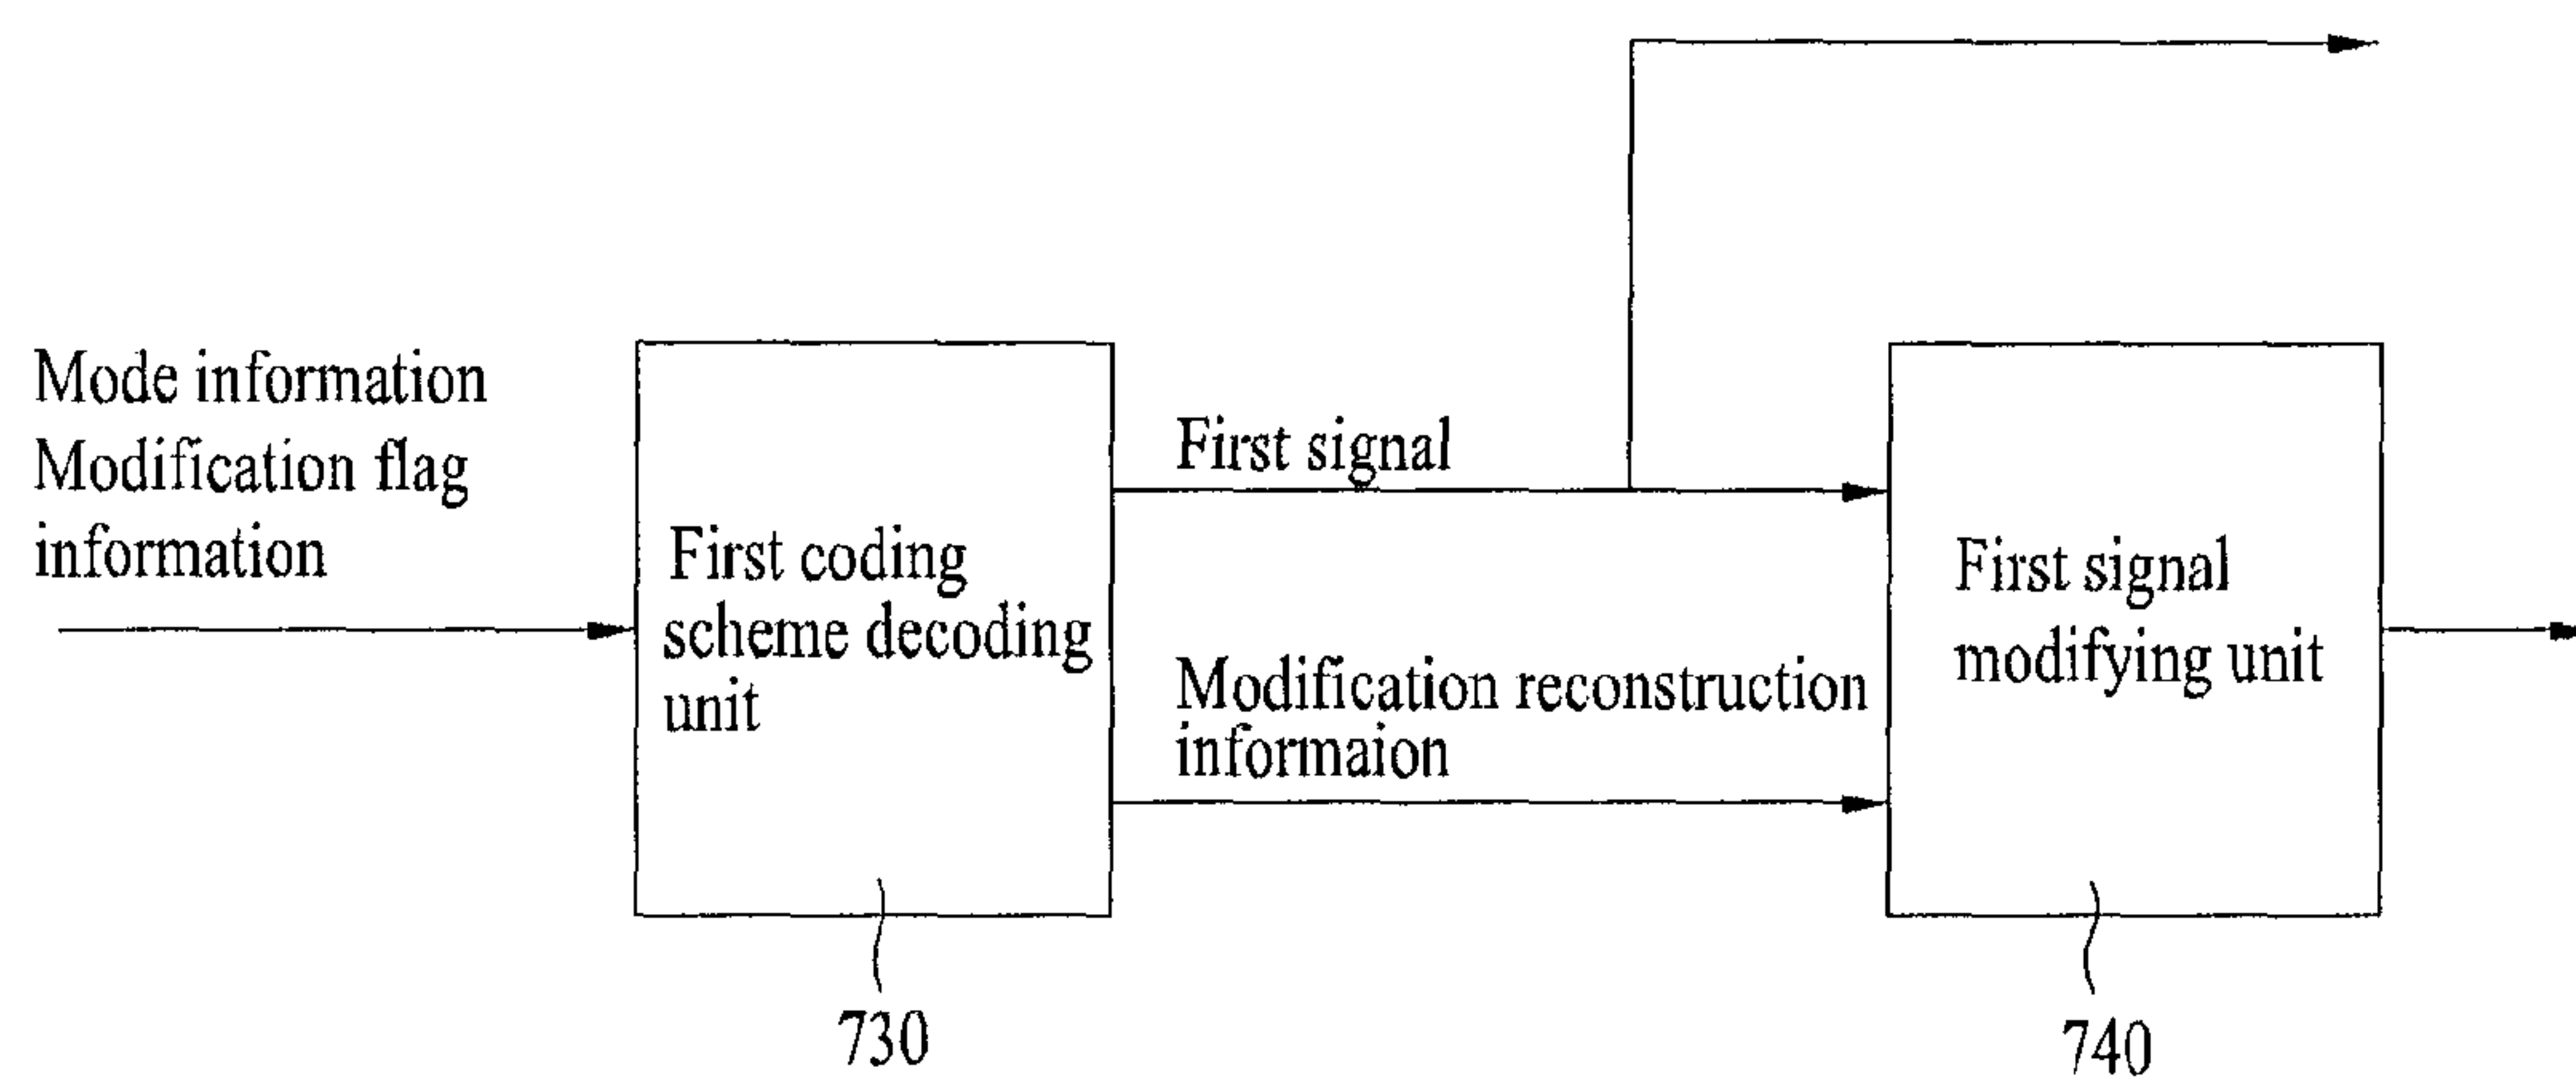 Mode information
Modification flag
information
First coding
scheme decoding
unit
730
First signal
Modification reconstruction
informaion
First signal
modifying unit
740